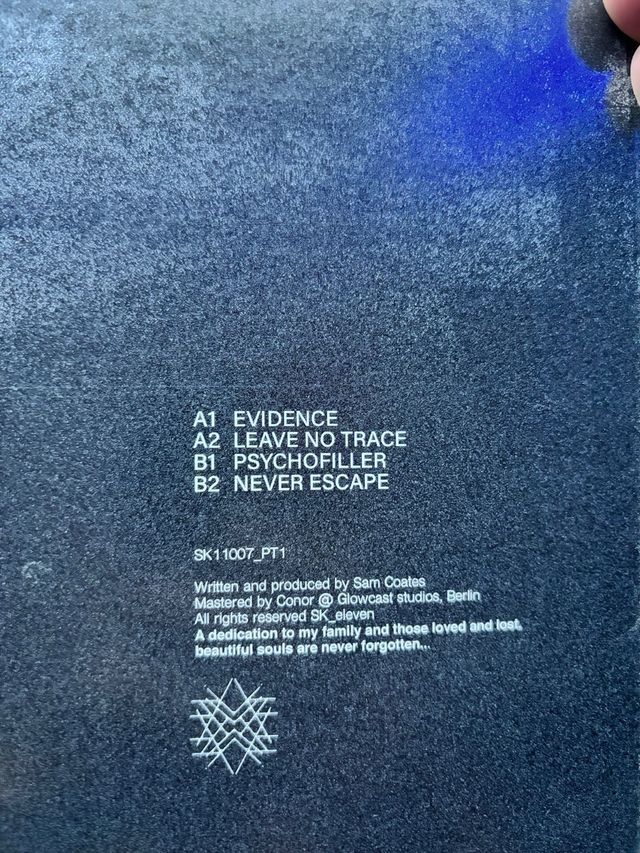 A1 EVIDENCE
A2 LEAVE NO TRACE
B1 PSYCHOFILLER
B2 NEVER ESCAPE
SK11007_PT1
Written and produced by Sam Coates
Mastered by Conor @ Glowcast studios, Berlin
All rights reserved SK_eleven
A dedication to my family and those loved and lost,
beautiful souls are never forgotten...